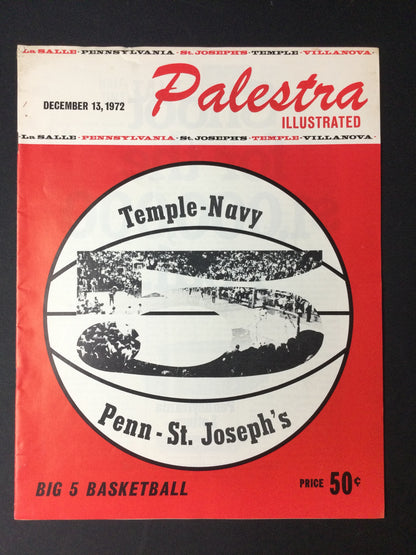 La SALLE · PENNSYLVANIA · St. JOSEPH'S · TEMPLE · VILLANOVA ·
DECEMBER 13, 1972
Palestra
ILLUSTRATED
La SALLE · PENNSYLVANIA · St. JOSEPH'S · TEMPLE · VILLANOVA ·
Temple-Navy
Penn - St. Joseph's
BIG 5 BASKETBALL
PRICE 50¢